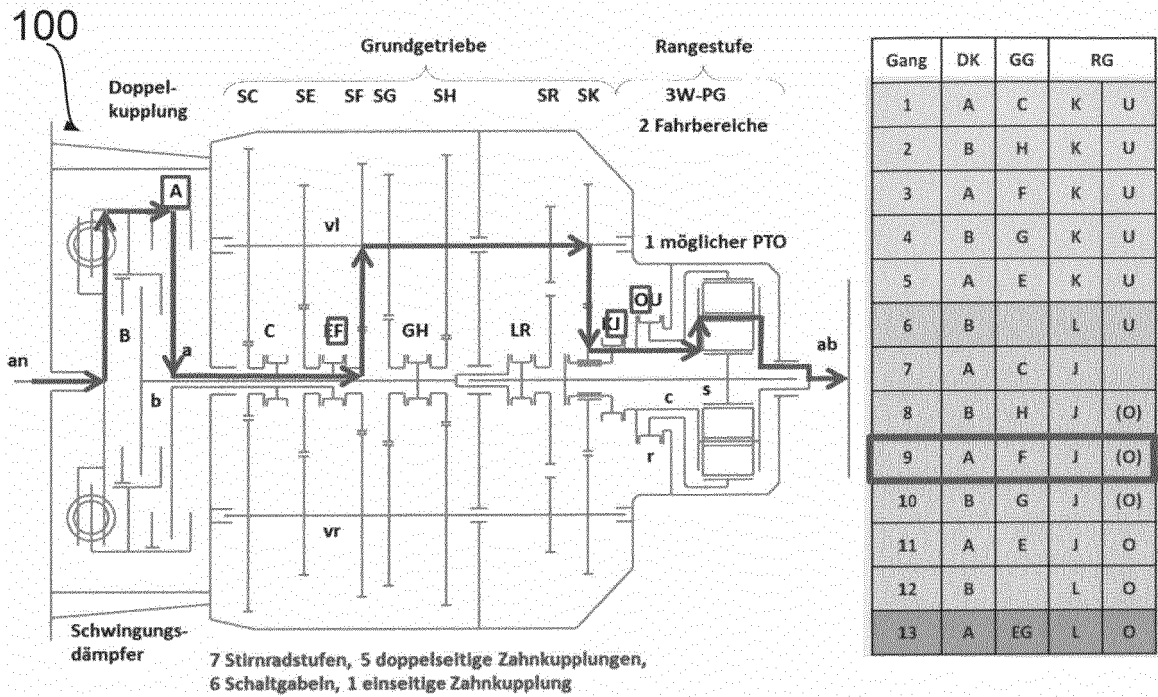 100
Grundgetriebe
Rangestufe
Doppel-
kupplung
SC SE SF SG SH SR SK
3W-PG
2 Fahrbereiche
A
vl
1 möglicher PTO
B
C
EF
GH
LR
KJ
OU
an
a
b
c
s
r
ab
vr
Schwingungs-
dämpfer
7 Stirnradstufen, 5 doppelseitige Zahnkupplungen,
6 Schaltgabeln, 1 einseitige Zahnkupplung
Gang DK GG RG
1 A C K U
2 B H K U
3 A F K U
4 B G K U
5 A E K U
6 B L U
7 A C J
8 B H J (O)
9 A F J (O)
10 B G J (O)
11 A E J O
12 B L O
13 A EG L O